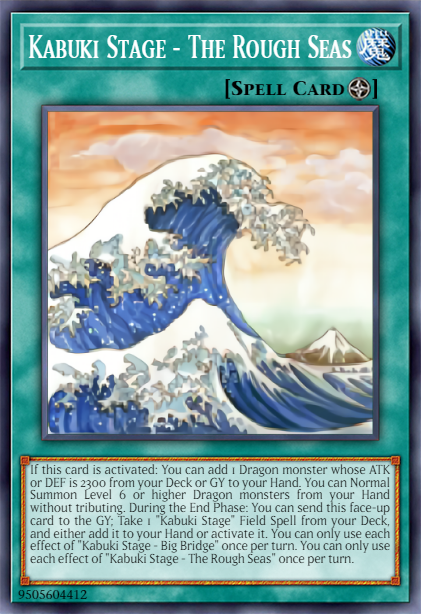 Kabuki Stage - The Rough Seas
魔
[Spell Card]
If this card is activated: You can add 1 Dragon monster whose ATK
or DEF is 2300 from your Deck or GY to your Hand. You can Normal
Summon Level 6 or higher Dragon monsters from your Hand
without tributing. During the End Phase: You can send this face-up
card to the GY; Take 1 "Kabuki Stage" Field Spell from your Deck,
and either add it to your Hand or activate it. You can only use each
effect of "Kabuki Stage - Big Bridge" once per turn. You can only use
each effect of "Kabuki Stage - The Rough Seas" once per turn.
9505604412